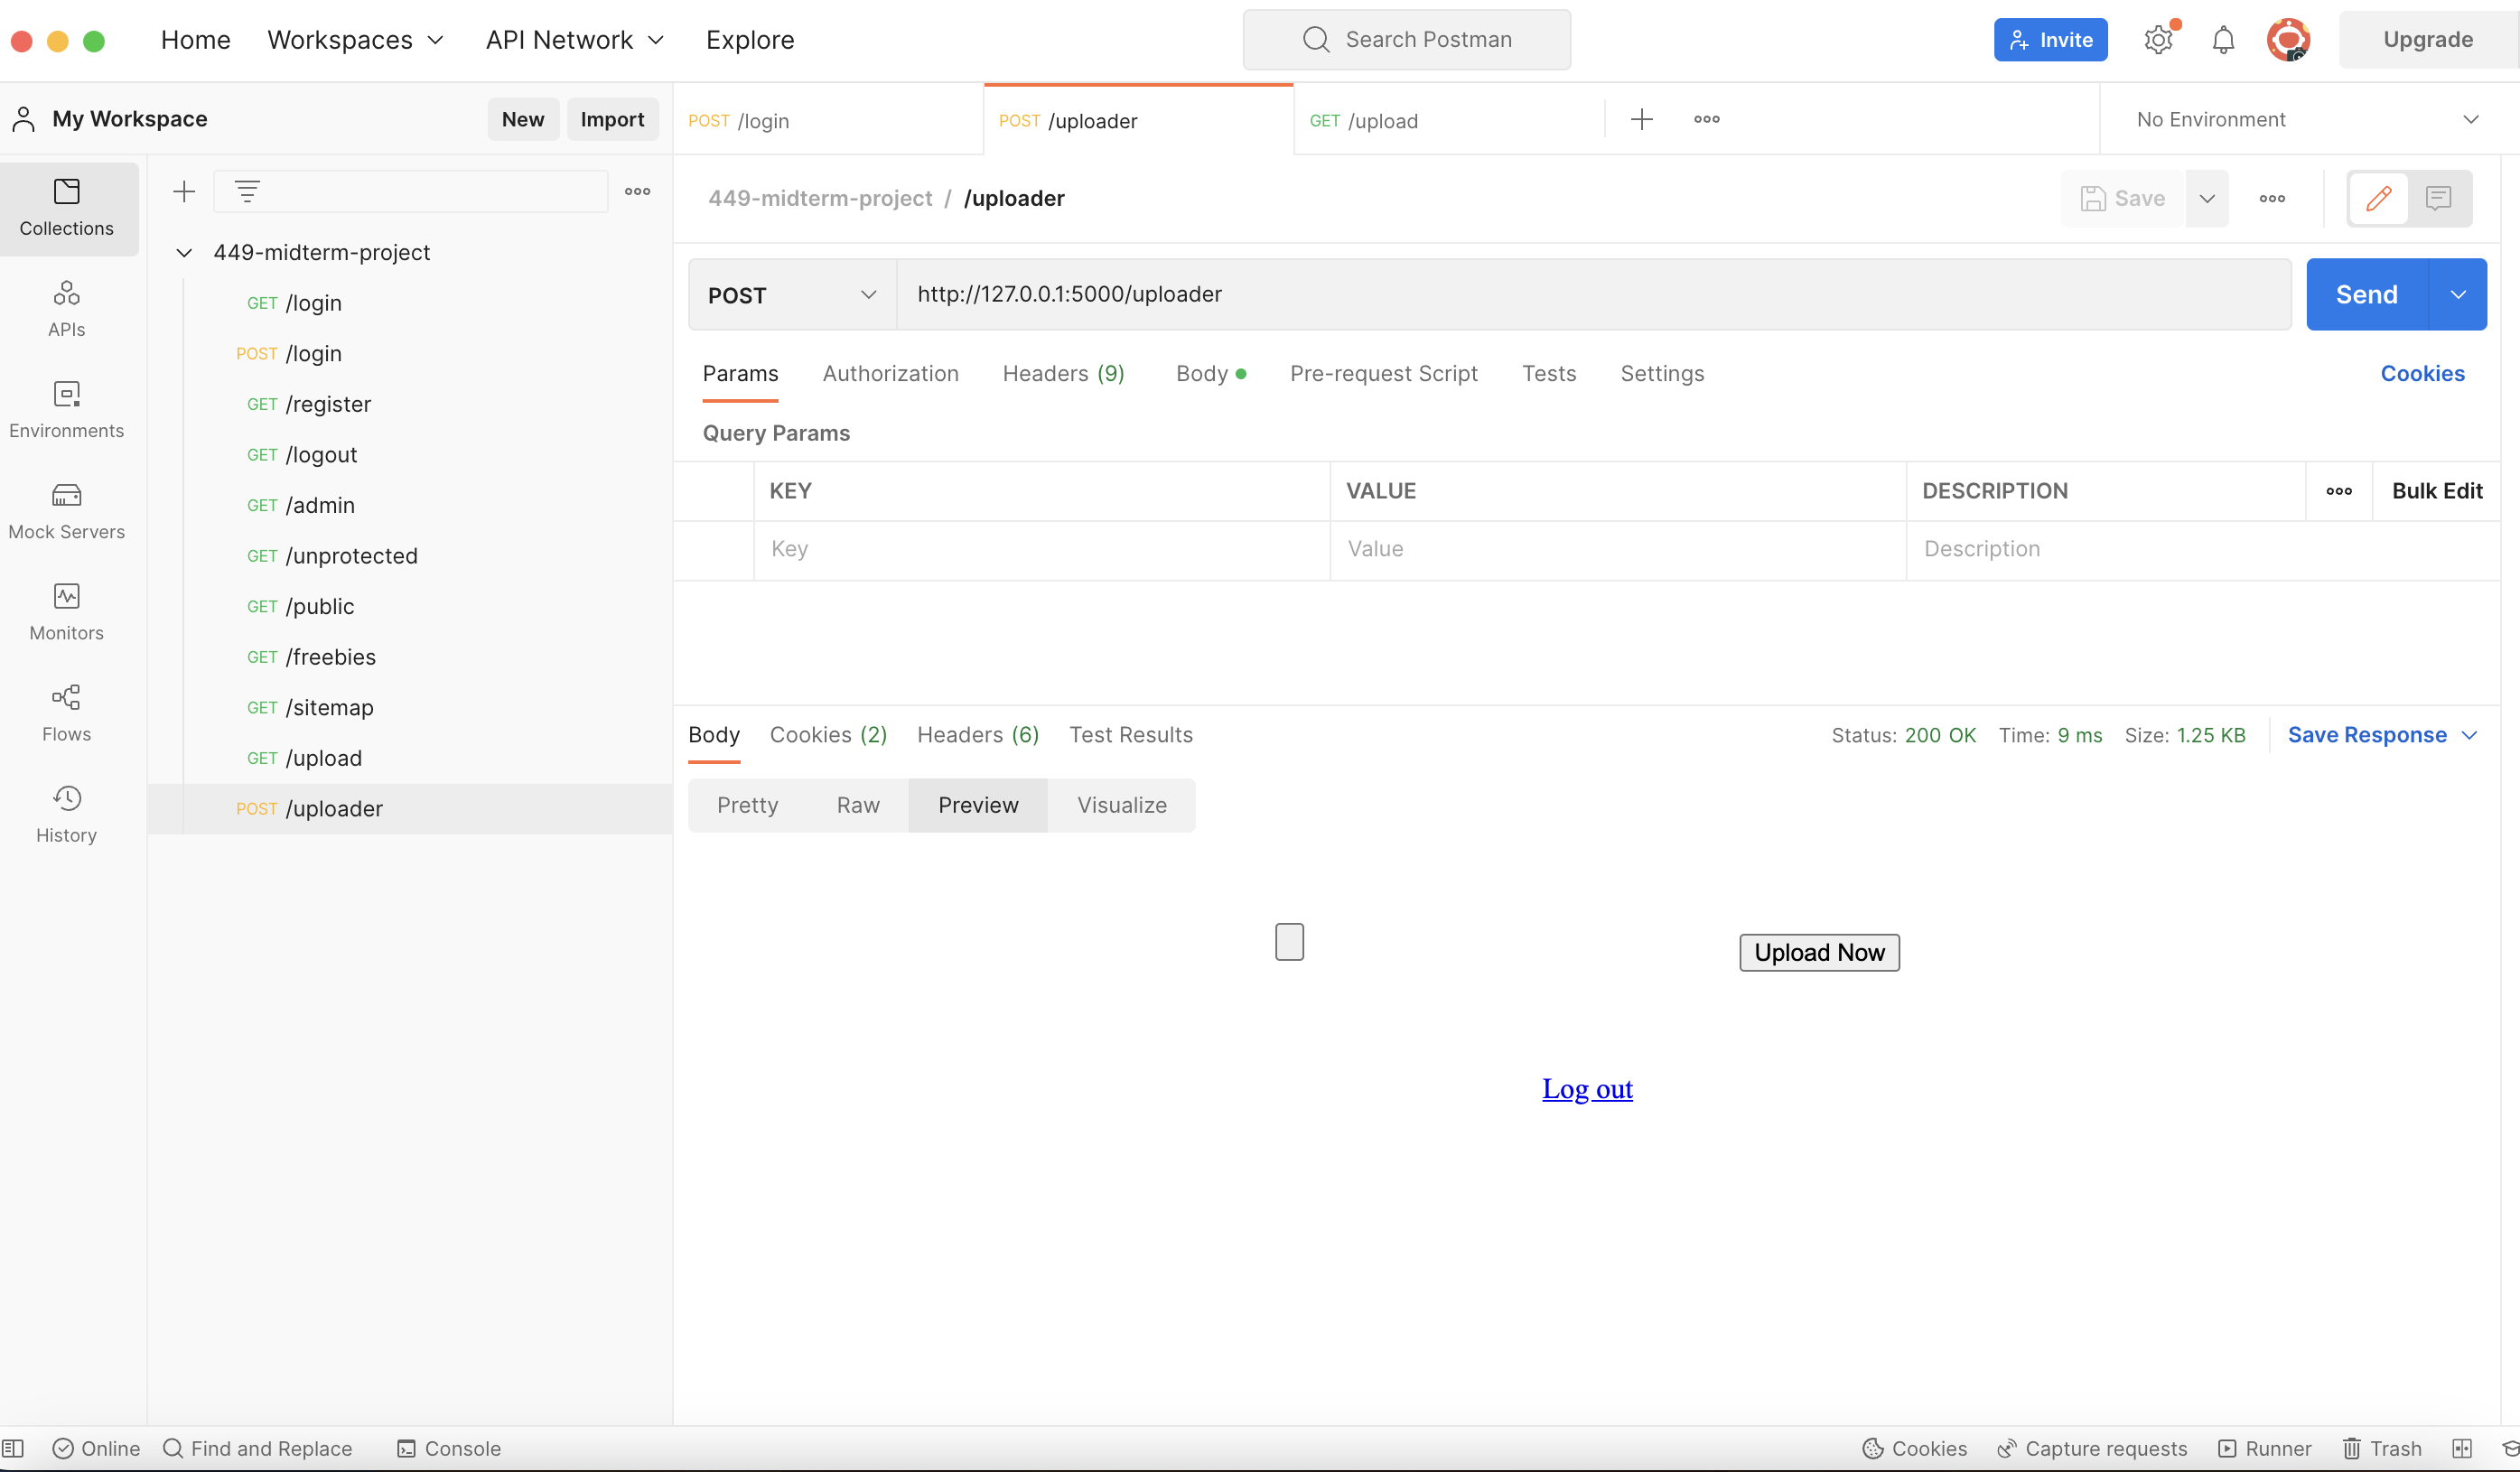 Home Workspaces API Network Explore Search Postman Invite Upgrade
My Workspace New Import POST /login POST /uploader GET /upload No Environment
Collections
APIs
Environments
Mock Servers
Monitors
Flows
History
449-midterm-project
GET /login
POST /login
GET /register
GET /logout
GET /admin
GET /unprotected
GET /public
GET /freebies
GET /sitemap
GET /upload
POST /uploader
449-midterm-project / /uploader Save
POST http://127.0.0.1:5000/uploader Send
Params Authorization Headers (9) Body Pre-request Script Tests Settings Cookies
Query Params
KEY VALUE DESCRIPTION Bulk Edit
Key Value Description
Body Cookies (2) Headers (6) Test Results Status: 200 OK Time: 9 ms Size: 1.25 KB Save Response
Pretty Raw Preview Visualize
Upload Now
Log out
Online Find and Replace Console Cookies Capture requests Runner Trash